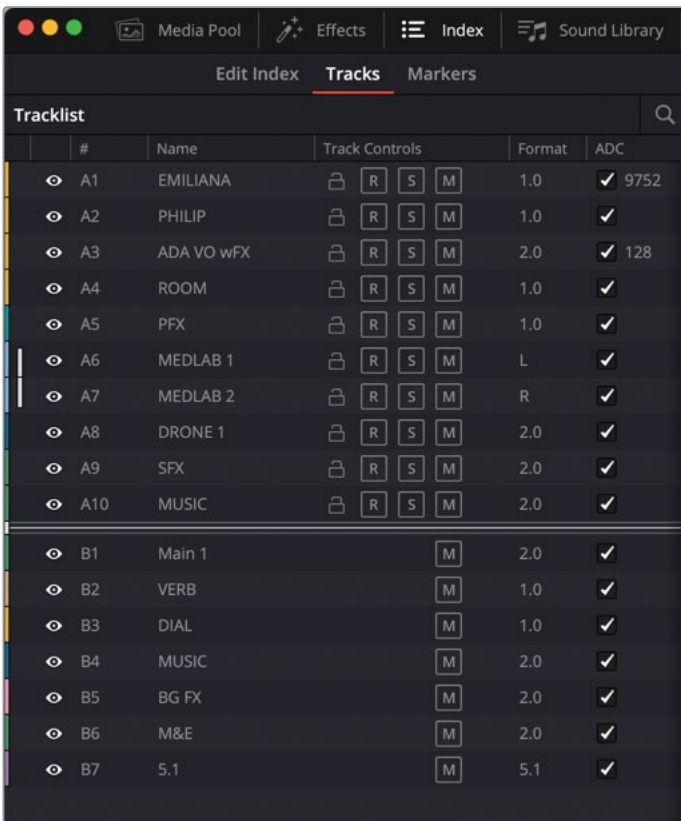 Media Pool Effects Index Sound Library
Edit Index Tracks Markers
Tracklist
# Name Track Controls Format ADC
A1 EMILIANA R S M 1.0 9752
A2 PHILIP R S M 1.0
A3 ADA VO wFX R S M 2.0 128
A4 ROOM R S M 1.0
A5 PFX R S M 1.0
A6 MEDLAB 1 R S M L
A7 MEDLAB 2 R S M R
A8 DRONE 1 R S M 2.0
A9 SFX R S M 2.0
A10 MUSIC R S M 2.0
B1 Main 1 M 2.0
B2 VERB M 1.0
B3 DIAL M 1.0
B4 MUSIC M 2.0
B5 BG FX M 2.0
B6 M&E M 2.0
B7 5.1 M 5.1